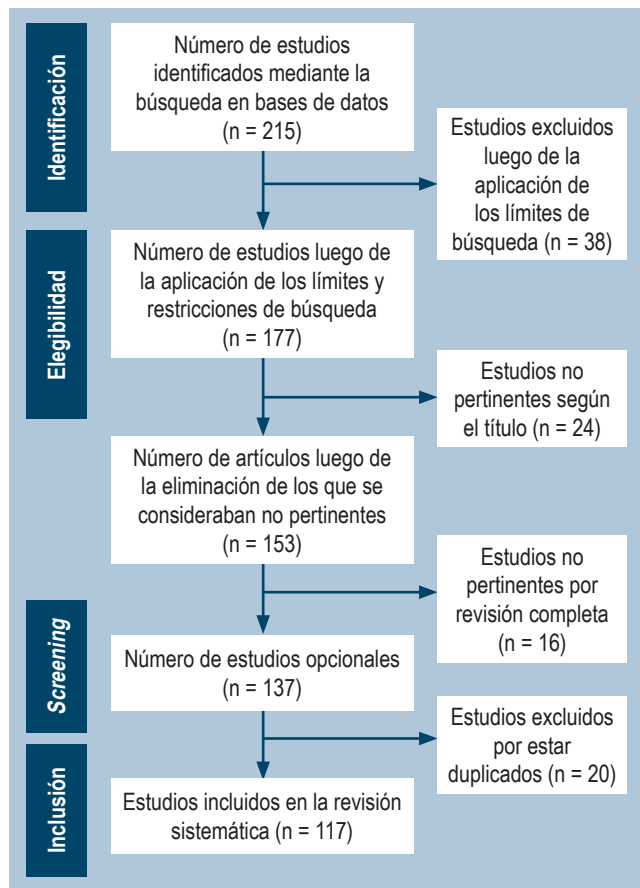 Identificación
Número de estudios
identificados mediante la
búsqueda en bases de datos
(n = 215)
Estudios excluidos
luego de la
aplicación de
los límites de
búsqueda (n = 38)
Elegibilidad
Número de estudios luego de
la aplicación de los límites y
restricciones de búsqueda
(n = 177)
Estudios no
pertinentes según
el título (n = 24)
Número de artículos luego de
la eliminación de los que se
consideraban no pertinentes
(n = 153)
Estudios no
pertinentes por
revisión completa
(n = 16)
Screening
Número de estudios opcionales
(n = 137)
Estudios excluidos
por estar
duplicados (n = 20)
Inclusión
Estudios incluidos en la revisión
sistemática (n = 117)